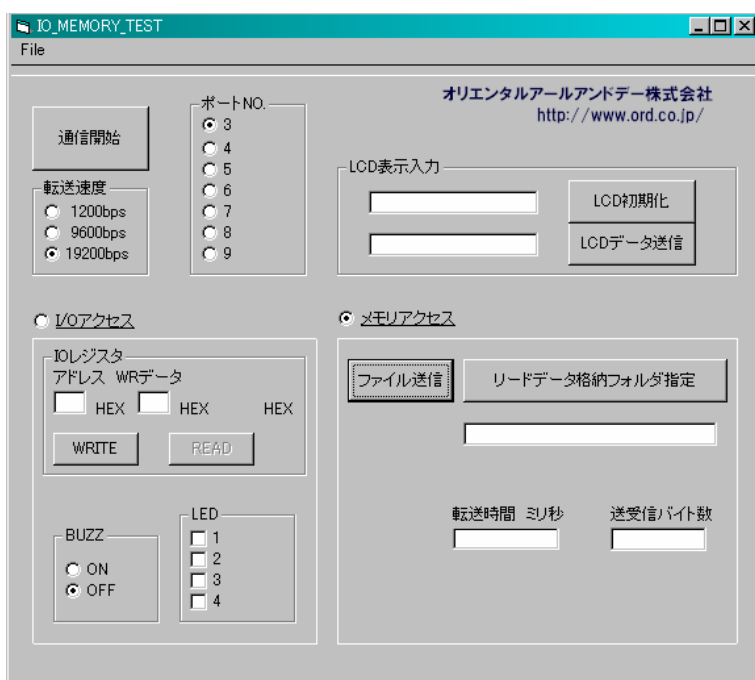 IO_MEMORY_TEST
File
オリエンタルアールアンドデー株式会社
http://www.ord.co.jp/
通信開始
ポートNO.
3
4
5
6
7
8
9
転送速度
1200bps
9600bps
19200bps
LCD表示入力
LCD初期化
LCDデータ送信
I/Oアクセス
IOレジスタ
アドレス WRデータ
HEX HEX HEX
WRITE READ
BUZZ
ON
OFF
LED
1
2
3
4
メモリアクセス
ファイル送信 リードデータ格納フォルダ指定
転送時間 ミリ秒 送受信バイト数